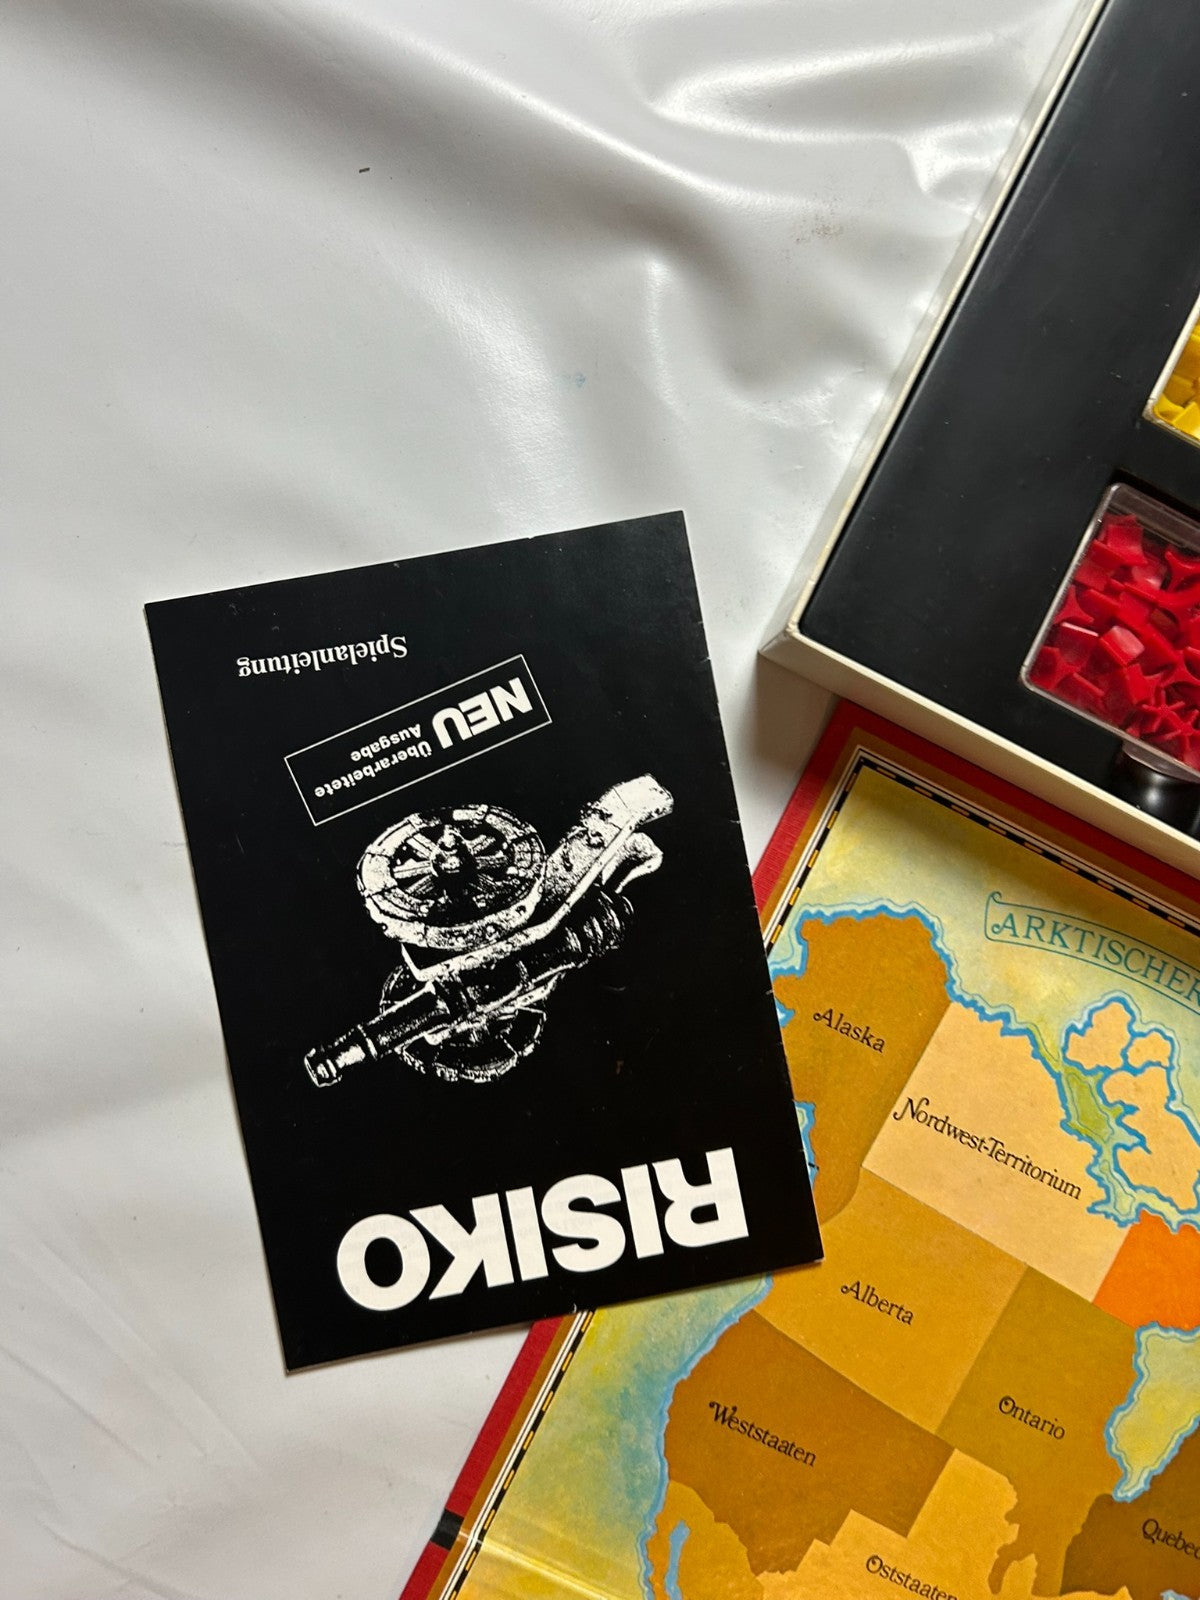 RISIKO
NEU
Überarbeitete
Ausgabe
Spielanleitung
ARKTISCHER
Alaska
Nordwest-Territorium
Alberta
Ontario
Weststaaten
Quebec
Oststaaten